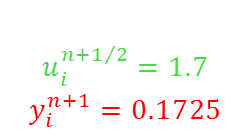 u_i^{n+1/2} = 1.7
y_i^{n+1} = 0.1725